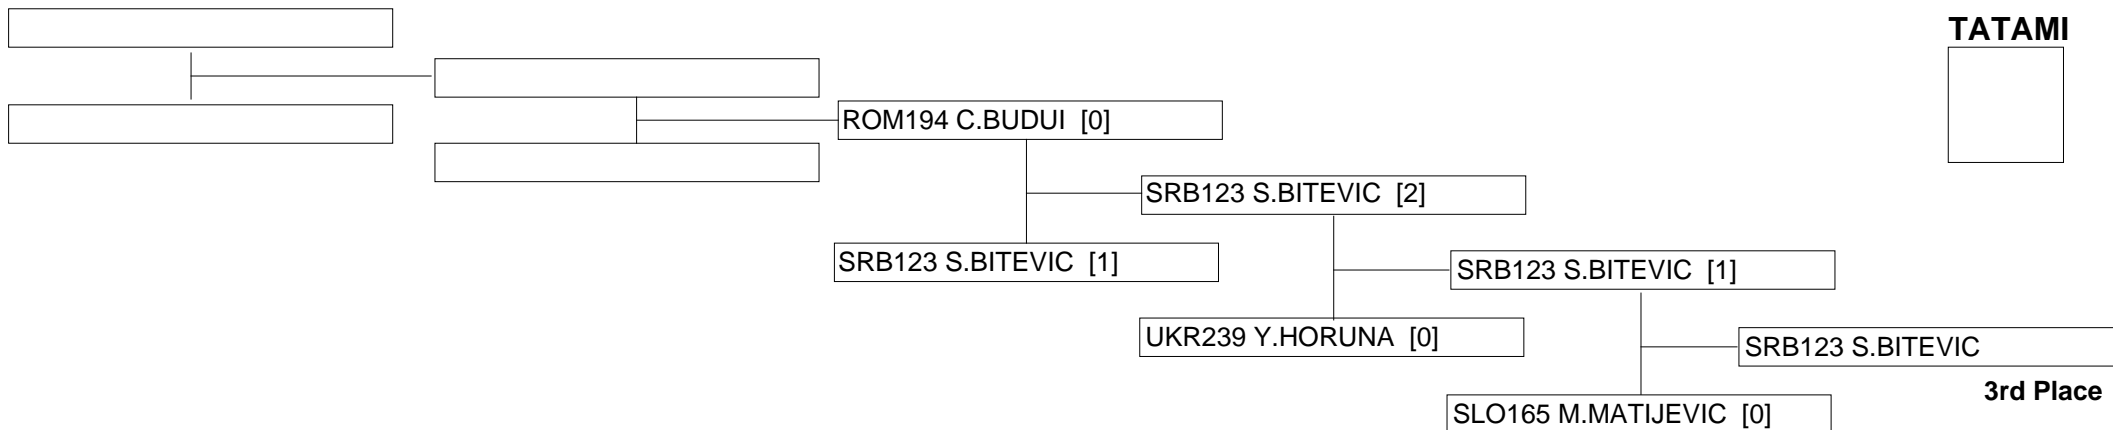 TATAMI
ROM194 C.BUDUI [0]
SRB123 S.BITEVIC [2]
SRB123 S.BITEVIC [1]
SRB123 S.BITEVIC [1]
UKR239 Y.HORUNA [0]
SRB123 S.BITEVIC
3rd Place
SLO165 M.MATIJEVIC [0]